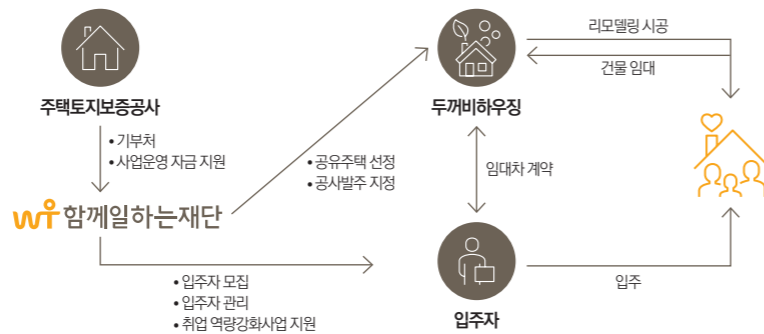 주택토지보증공사
• 기부처
• 사업운영 자금 지원
wT 함께일하는재단
• 공유주택 선정
• 공사발주 지정
두꺼비하우징
리모델링 시공
건물 임대
임대차 계약
• 입주자 모집
• 입주자 관리
• 취업 역량강화사업 지원
입주자
입주